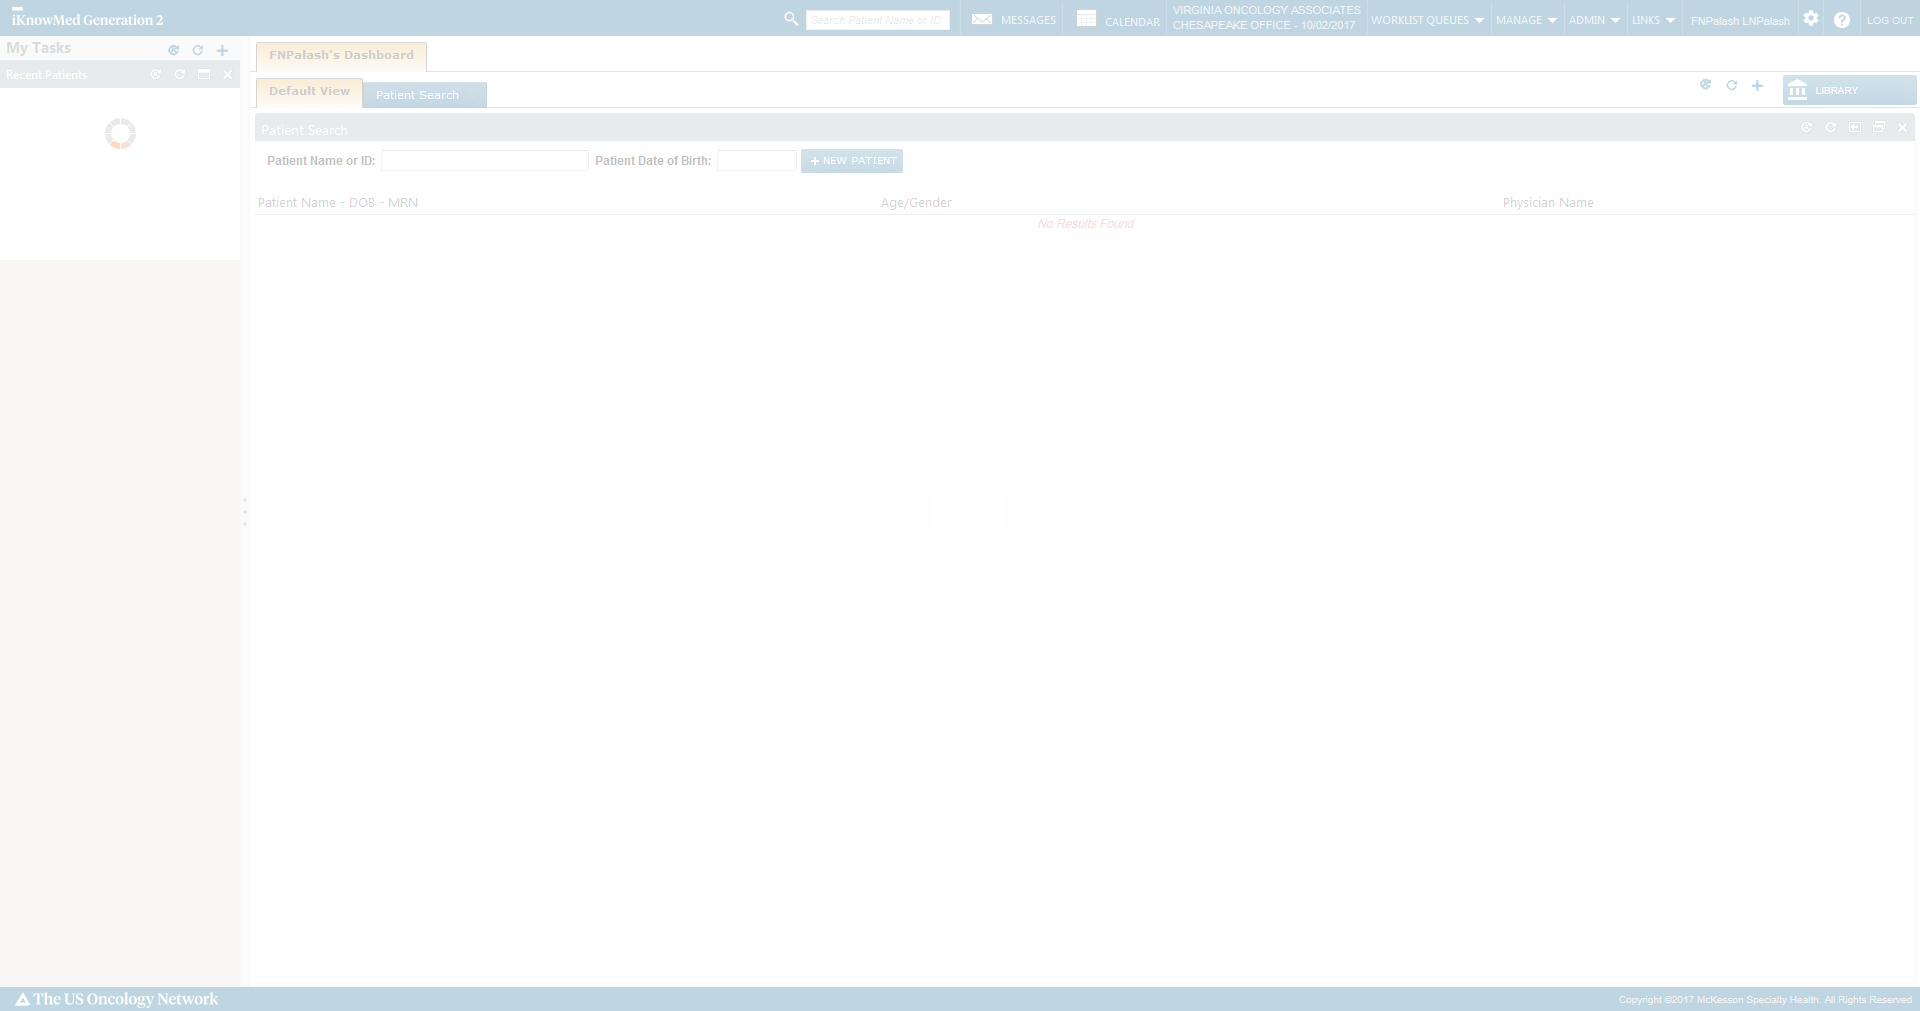 iKnowMed Generation 2
Search Patient Name or ID
MESSAGES
CALENDAR
VIRGINIA ONCOLOGY ASSOCIATES
CHESAPEAKE OFFICE - 10/02/2017
WORKLIST QUEUES
MANAGE
ADMIN
LINKS
FNPalash LNPalash
LOG OUT
My Tasks
Recent Patients
FNPalash's Dashboard
Default View
Patient Search
LIBRARY
Patient Search
Patient Name or ID:
Patient Date of Birth:
+ NEW PATIENT
Patient Name - DOB - MRN
Age/Gender
Physician Name
No Results Found
The US Oncology Network
Copyright ©2017 McKesson Specialty Health. All Rights Reserved